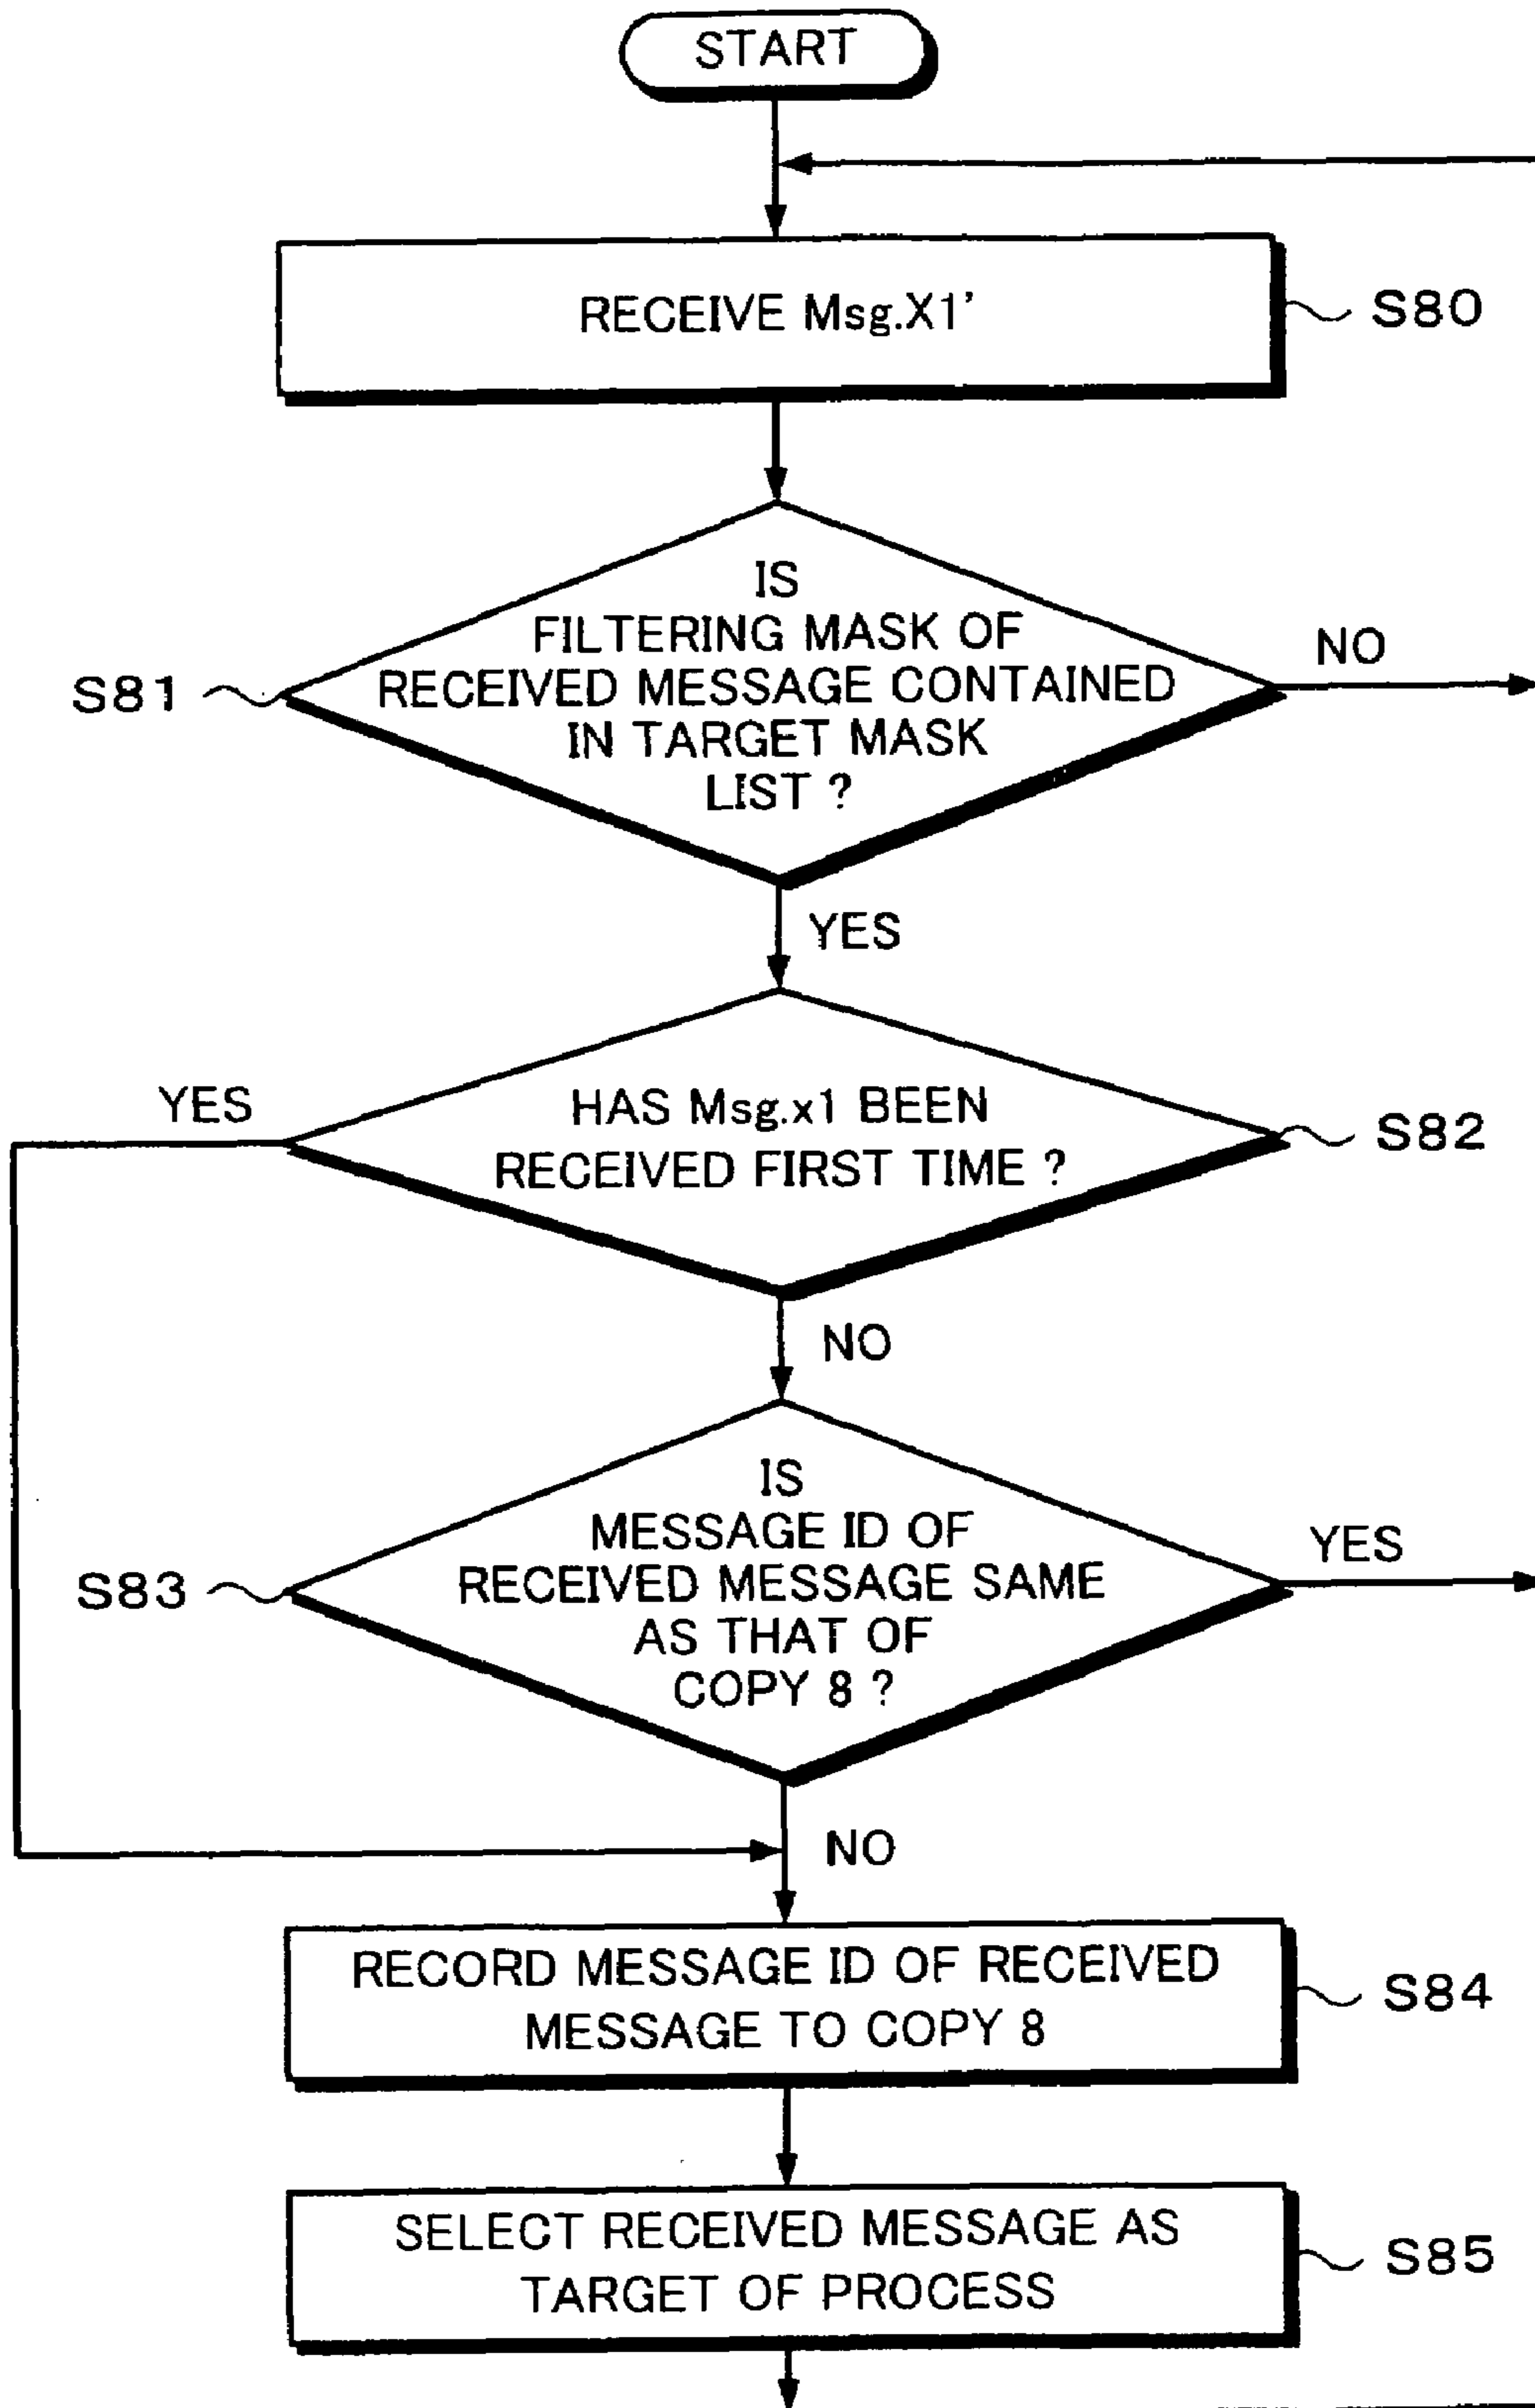 START
RECEIVE Msg.X1'
S80
IS
FILTERING MASK OF
RECEIVED MESSAGE CONTAINED
IN TARGET MASK
LIST ?
S81
NO
YES
HAS Msg.x1 BEEN
RECEIVED FIRST TIME ?
YES
S82
NO
IS
MESSAGE ID OF
RECEIVED MESSAGE SAME
AS THAT OF
COPY 8 ?
S83
YES
NO
RECORD MESSAGE ID OF RECEIVED
MESSAGE TO COPY 8
S84
SELECT RECEIVED MESSAGE AS
TARGET OF PROCESS
S85